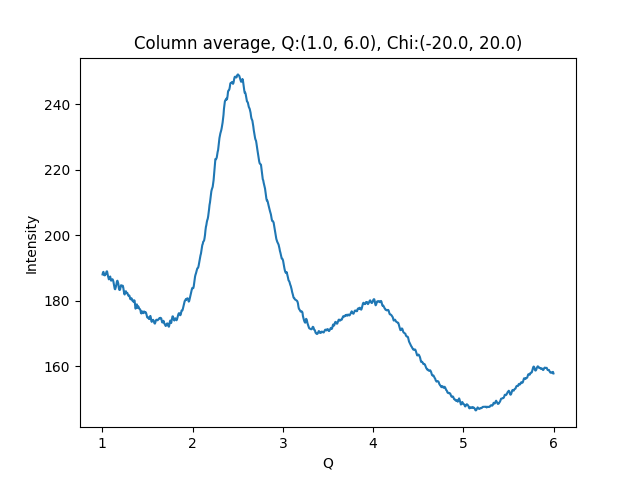 Column average, Q:(1.0, 6.0), Chi:(-20.0, 20.0)
240
220
200
180
160
Intensity
1 2 3 4 5 6
Q